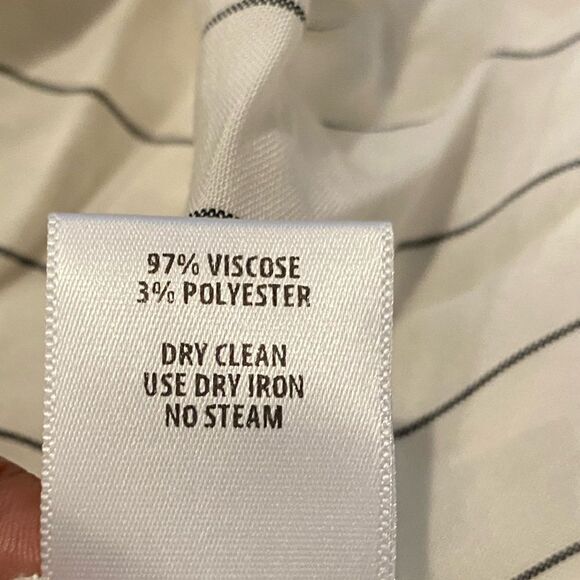 97% VISCOSE
3% POLYESTER
DRY CLEAN
USE DRY IRON
NO STEAM